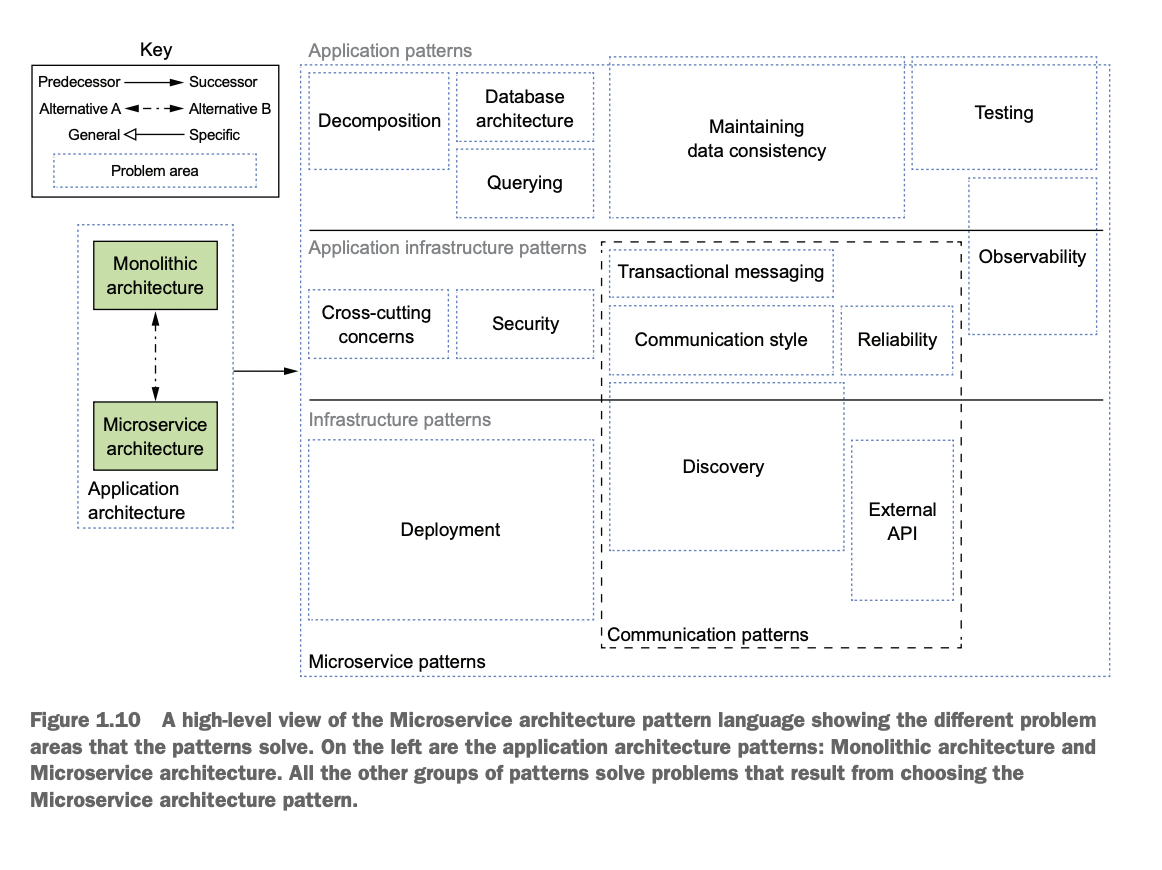 Key
Predecessor
Successor
Alternative A
Alternative B
General
Specific
Problem area
Monolithic
architecture
Microservice
architecture
Application
architecture
Application patterns
Decomposition
Database
architecture
Querying
Maintaining
data consistency
Testing
Observability
Application infrastructure patterns
Cross-cutting
concerns
Security
Transactional messaging
Communication style
Reliability
Infrastructure patterns
Deployment
Discovery
External
API
Communication patterns
Microservice patterns
Figure 1.10 A high-level view of the Microservice architecture pattern language showing the different problem
areas that the patterns solve. On the left are the application architecture patterns: Monolithic architecture and
Microservice architecture. All the other groups of patterns solve problems that result from choosing the
Microservice architecture pattern.